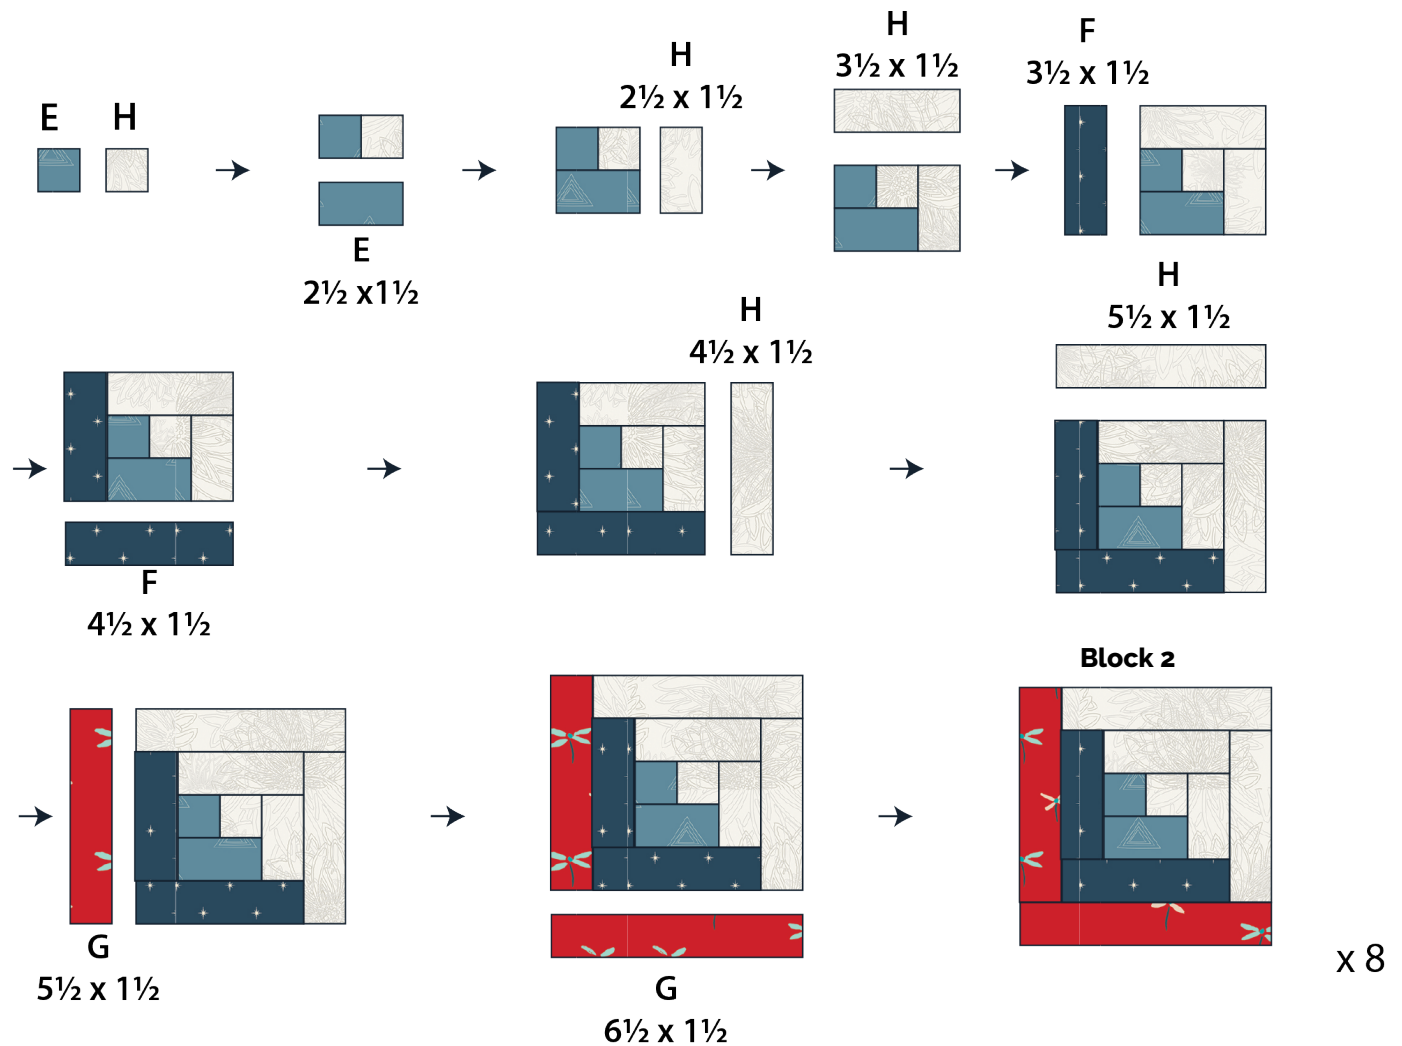 E H
E
2½ x1½
H
2½ x 1½
H
3½ x 1½
F
3½ x 1½
F
4½ x 1½
H
4½ x 1½
H
5½ x 1½
G
5½ x 1½
G
6½ x 1½
Block 2
x 8